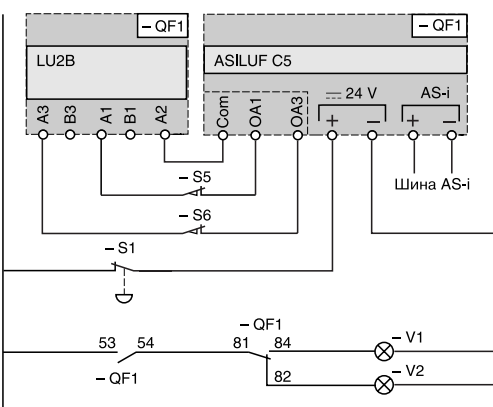 – QF1
– QF1
LU2B
ASILUF C5
A3 B3 A1 B1 A2
Com OA1 OA3
24 V
+ –
AS-i
+ –
– S5
Шина AS-i
– S6
– S1
– QF1
53 54
81 84
– V1
– QF1
82
– V2